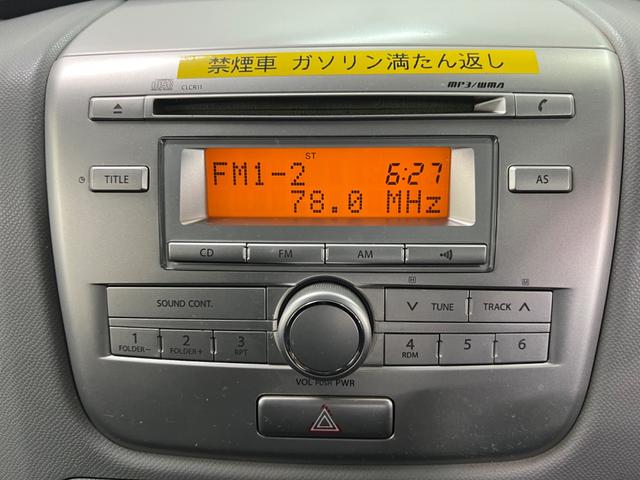 禁煙車 ガソリン満たん返し
CLCR11
MP3/WMA
ST
FM1-2 6:27
78.0 MHz
TITLE
AS
CD FM AM
SOUND CONT.
H M
TUNE TRACK
1 2 3
FOLDER− FOLDER+ RPT
4 5 6
RDM
VOL PUSH PWR